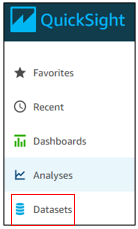 QuickSight
Favorites
Recent
Dashboards
Analyses
Datasets